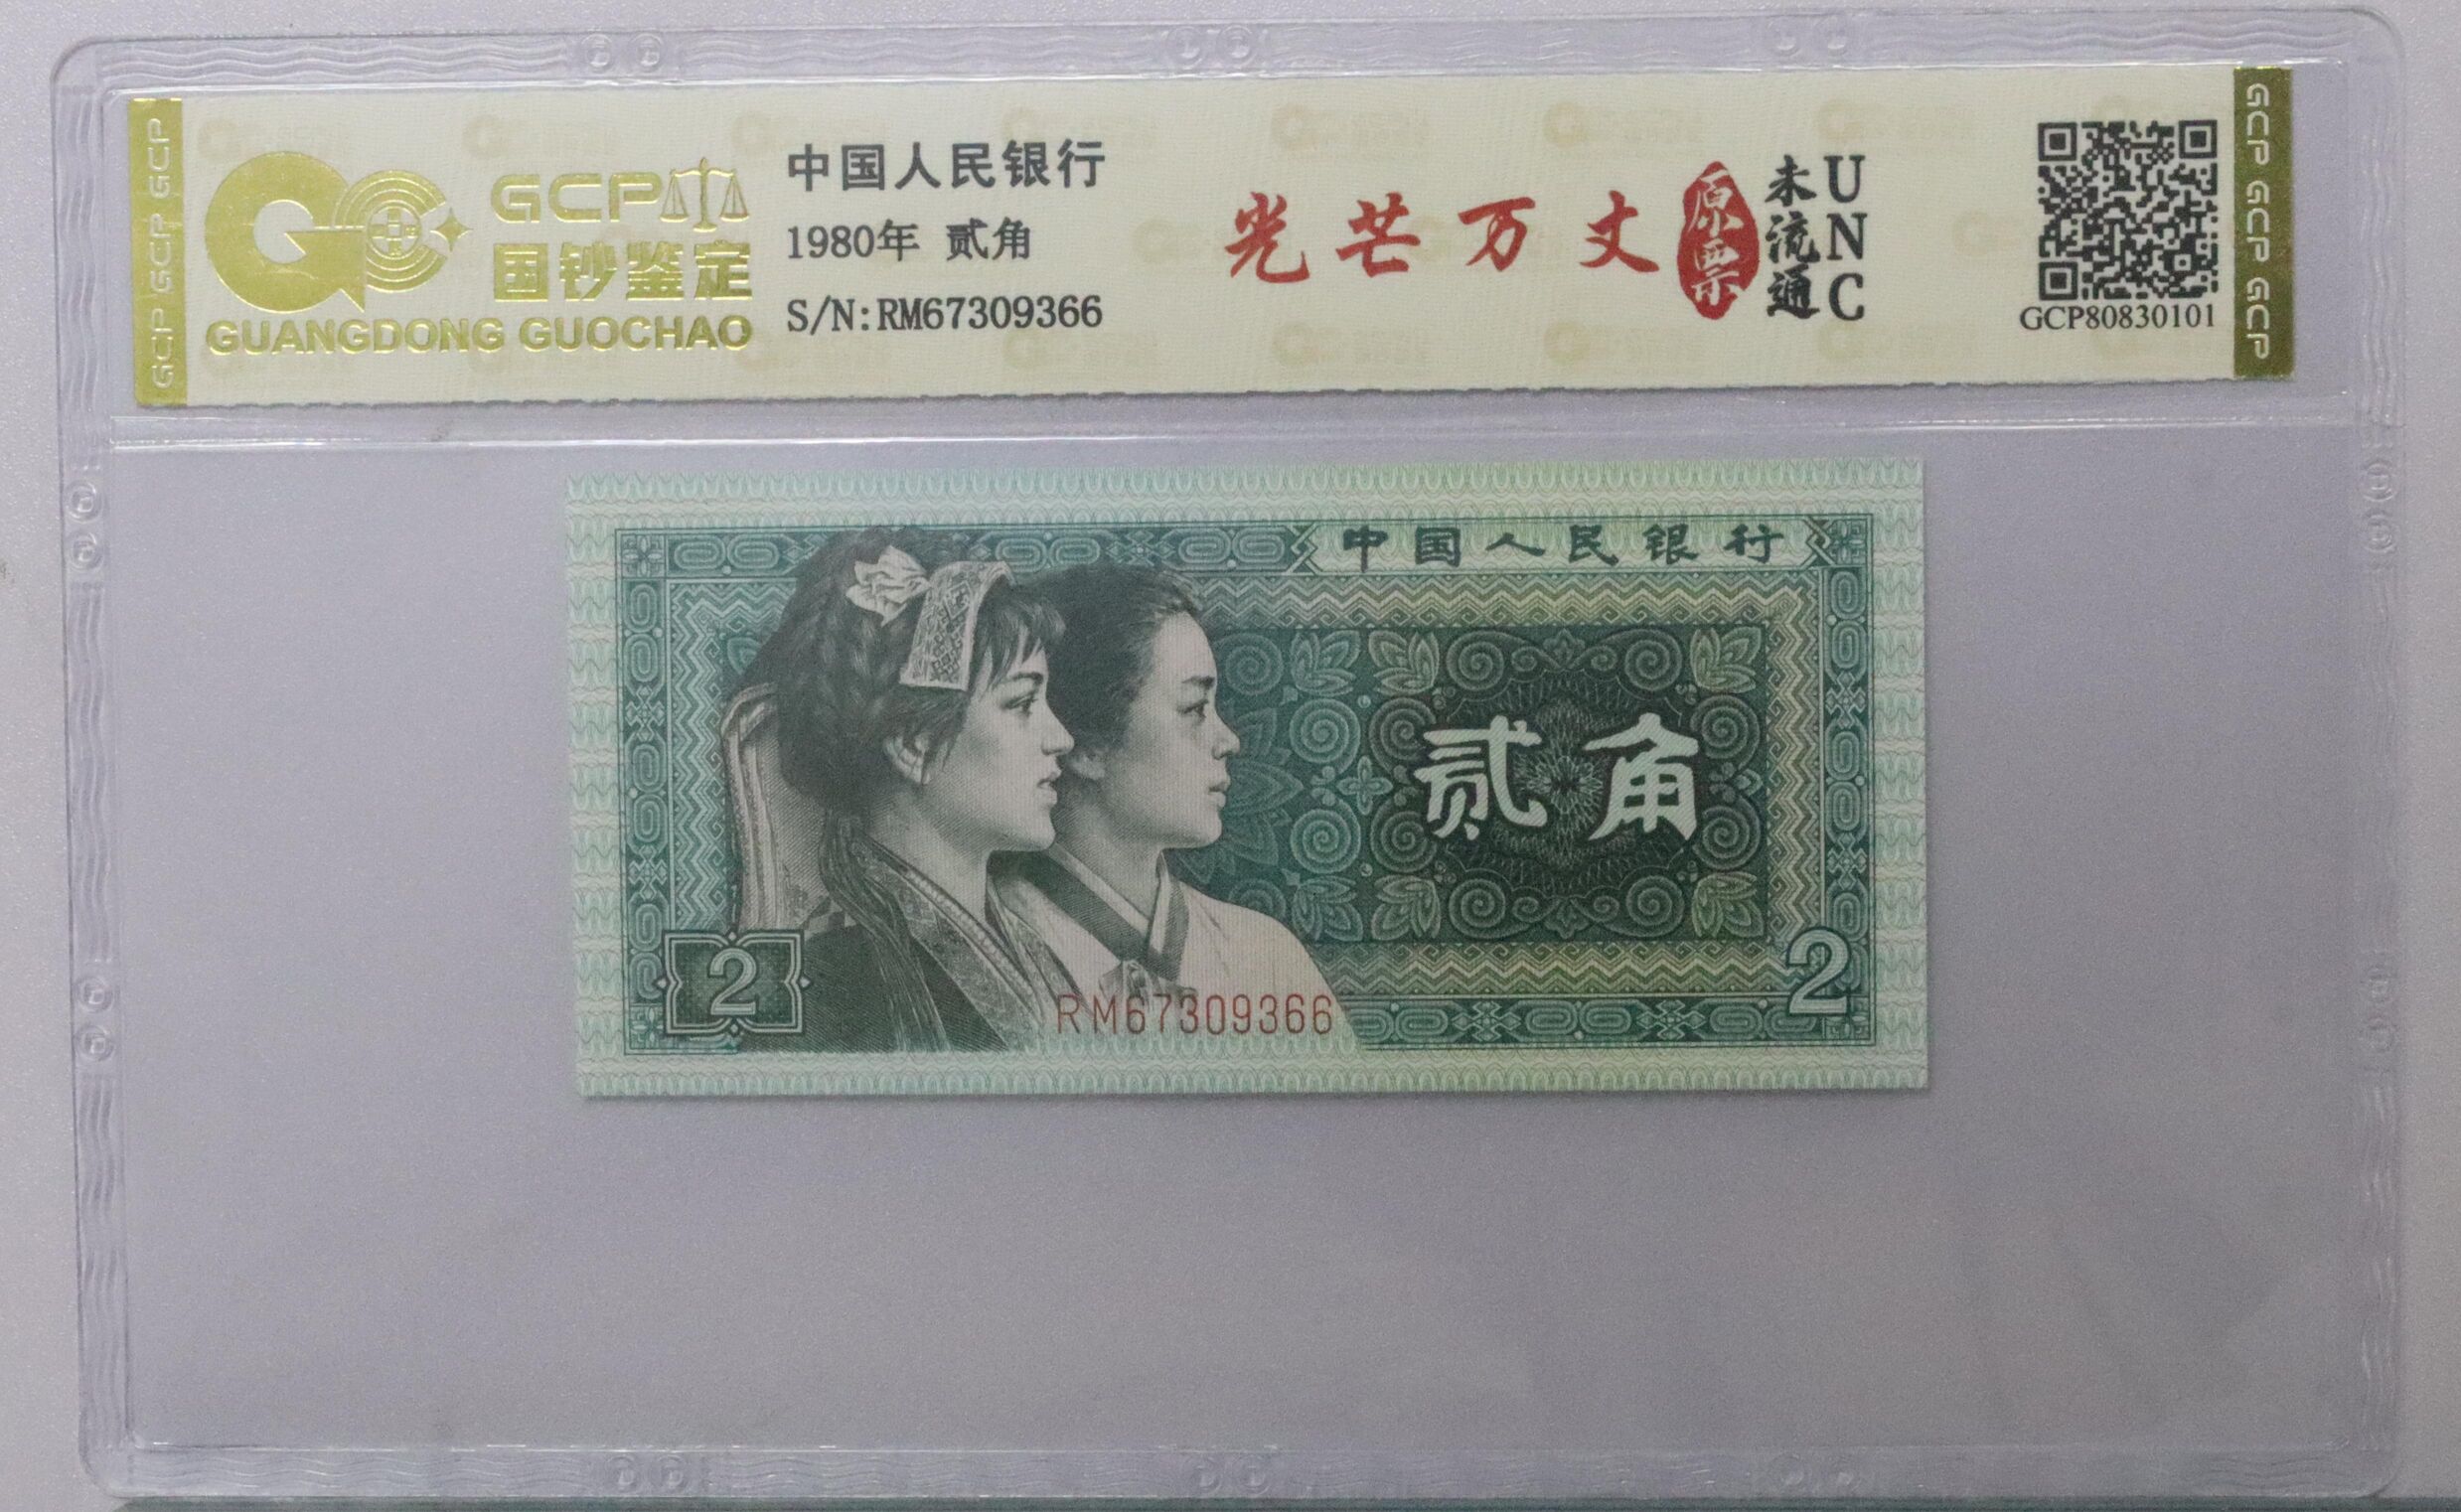 GCP GCP GCP
GCP
国钞鉴定
GUANGDONG GUOCHAO
中国人民银行
1980年 贰角
S/N:RM67309366
光芒万丈
原票
未流通
UNC
GCP80830101
GCP GCP GCP
中国人民银行
贰角
2
RM67309366
2